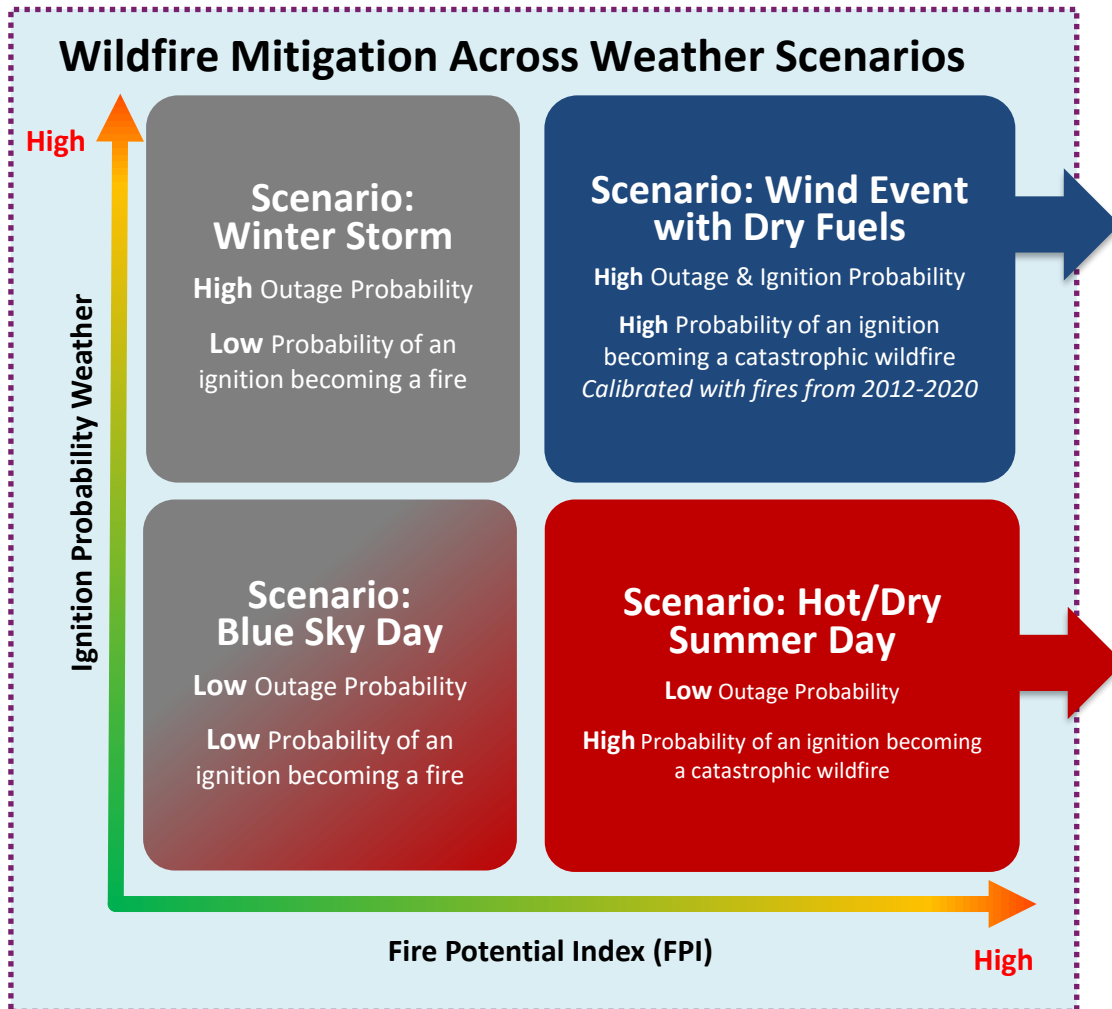 Wildfire Mitigation Across Weather Scenarios
High
Ignition Probability Weather
Scenario:
Winter Storm
High Outage Probability
Low Probability of an
ignition becoming a fire
Scenario: Wind Event
with Dry Fuels
High Outage & Ignition Probability
High Probability of an ignition
becoming a catastrophic wildfire
Calibrated with fires from 2012-2020
Scenario:
Blue Sky Day
Low Outage Probability
Low Probability of an
ignition becoming a fire
Scenario: Hot/Dry
Summer Day
Low Outage Probability
High Probability of an ignition becoming
a catastrophic wildfire
Fire Potential Index (FPI)
High